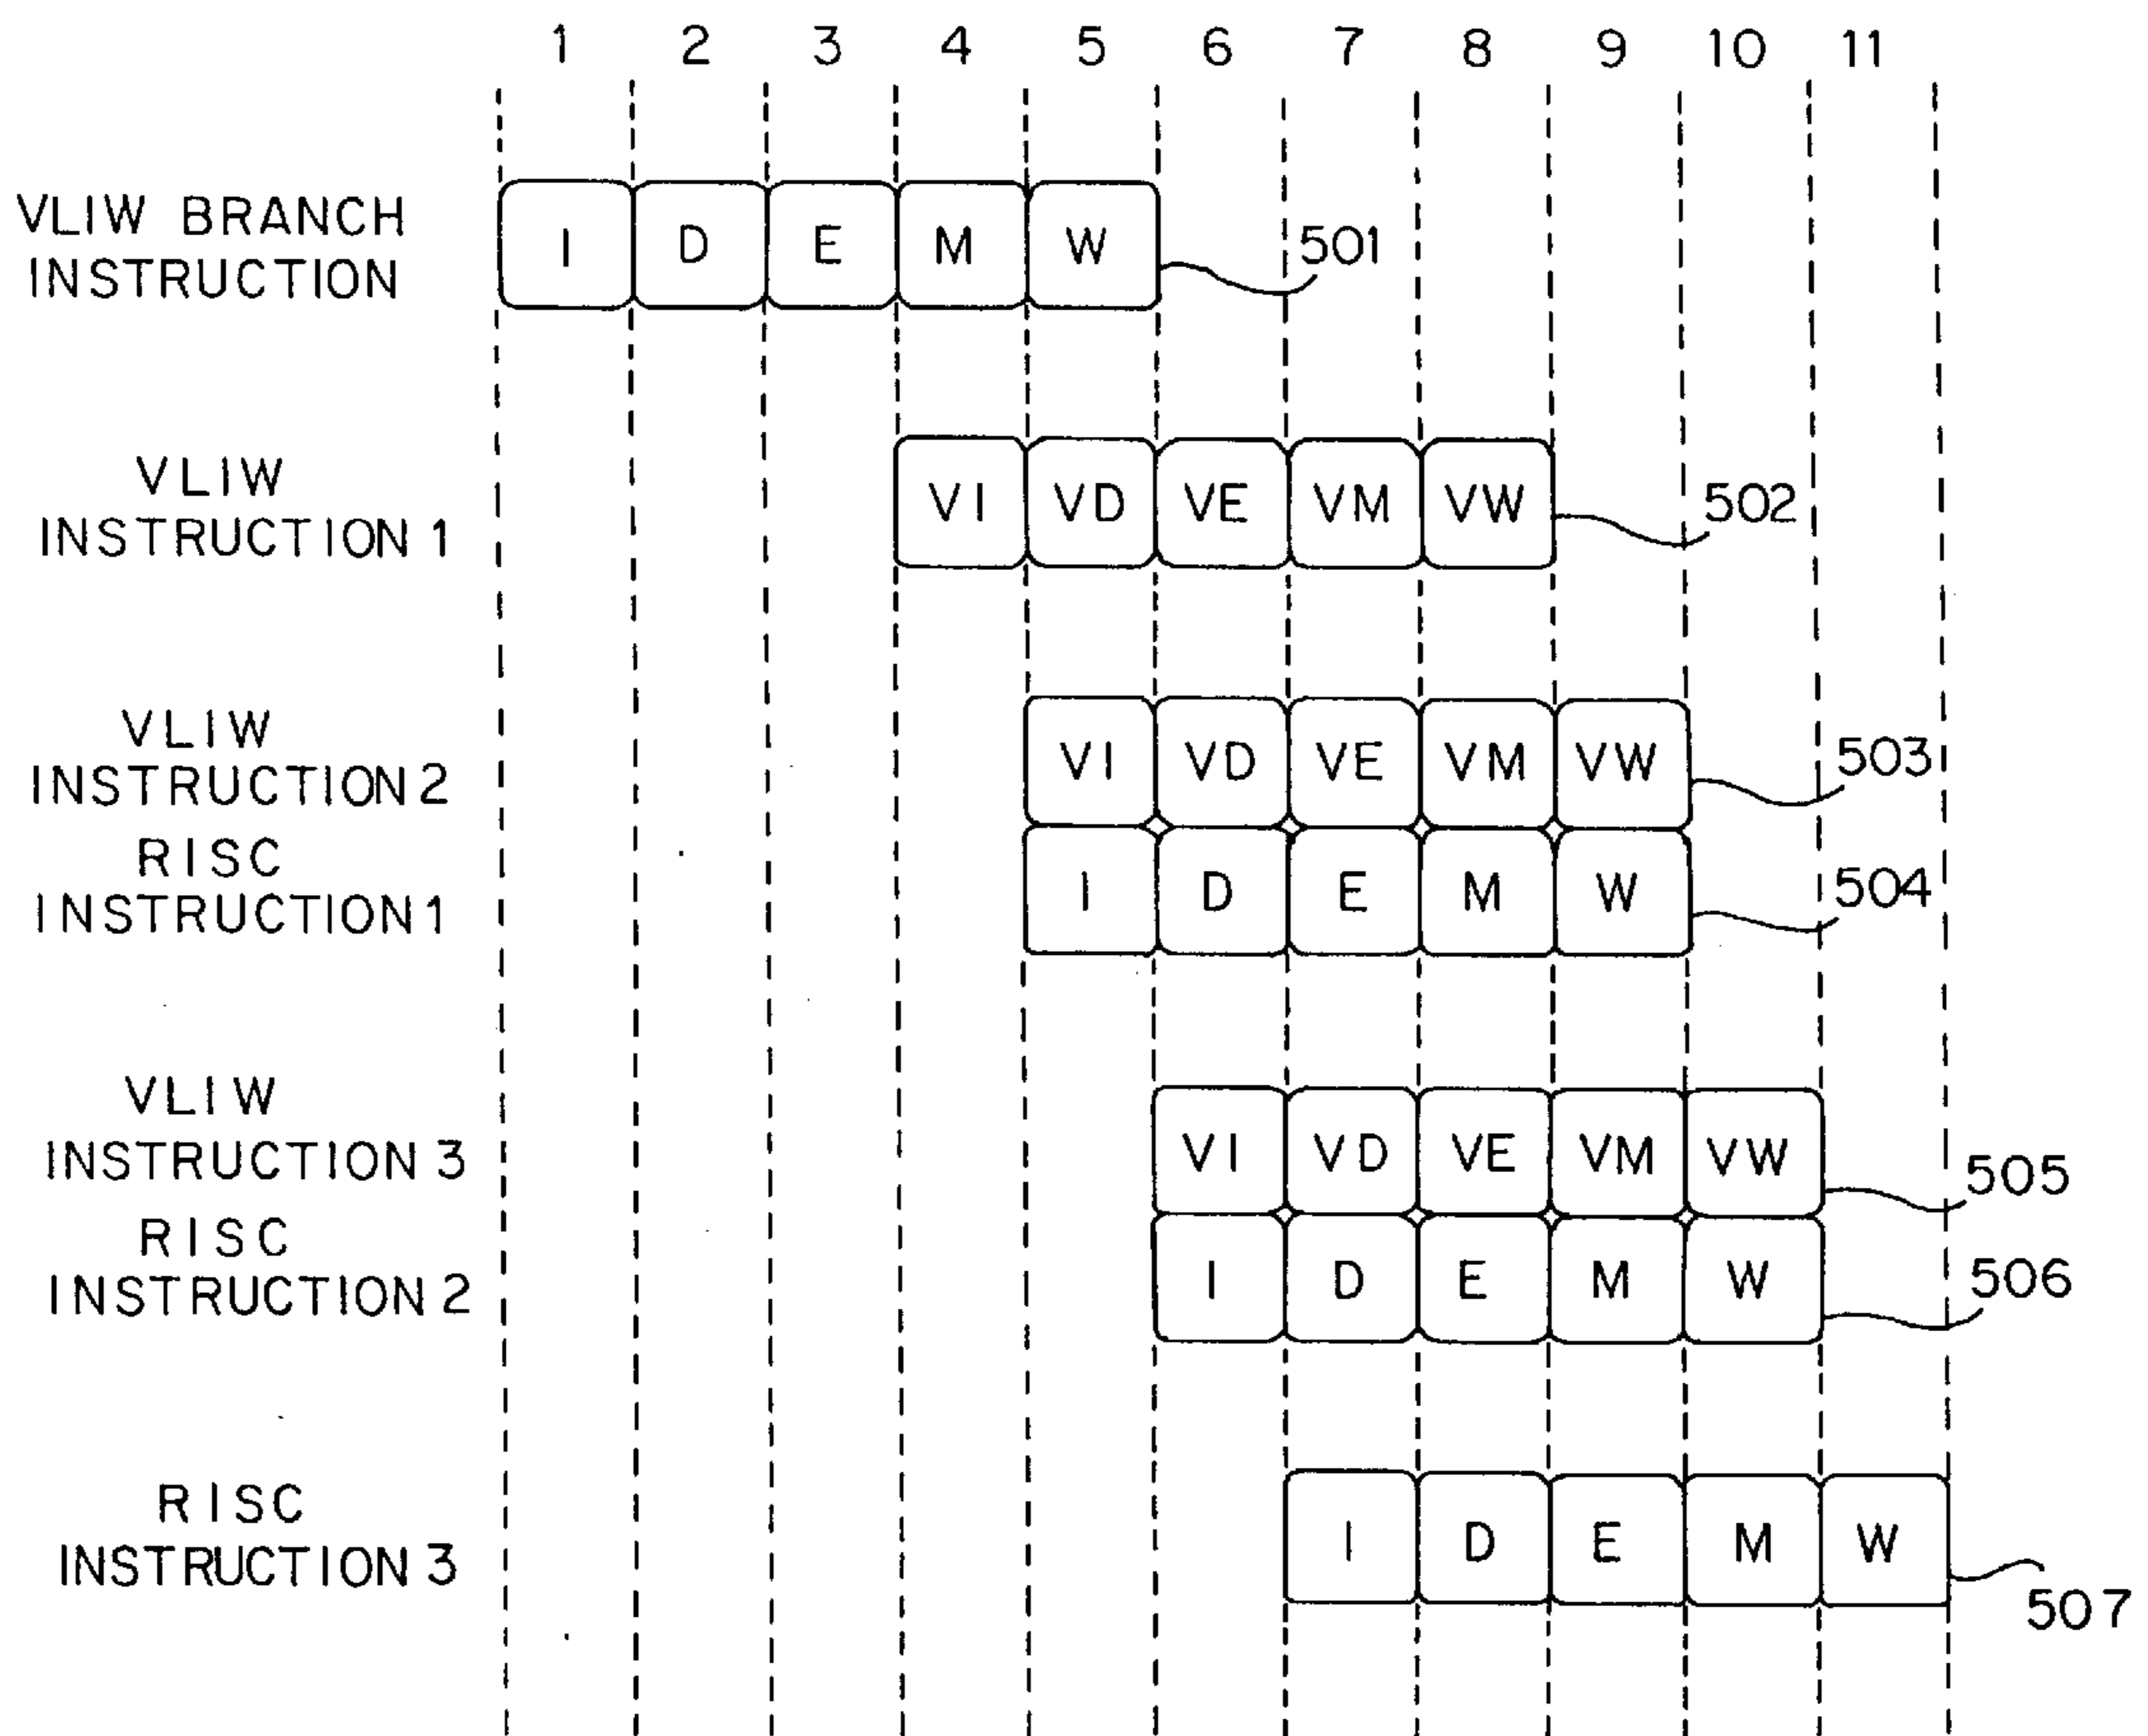 1 2 3 4 5 6 7 8 9 10 11
VLIW BRANCH
INSTRUCTION
I D E M W
501
VLIW
INSTRUCTION 1
VI VD VE VM VW
502
VLIW
INSTRUCTION 2
VI VD VE VM VW
503
RISC
INSTRUCTION 1
I D E M W
504
VLIW
INSTRUCTION 3
VI VD VE VM VW
505
RISC
INSTRUCTION 2
I D E M W
506
RISC
INSTRUCTION 3
I D E M W
507